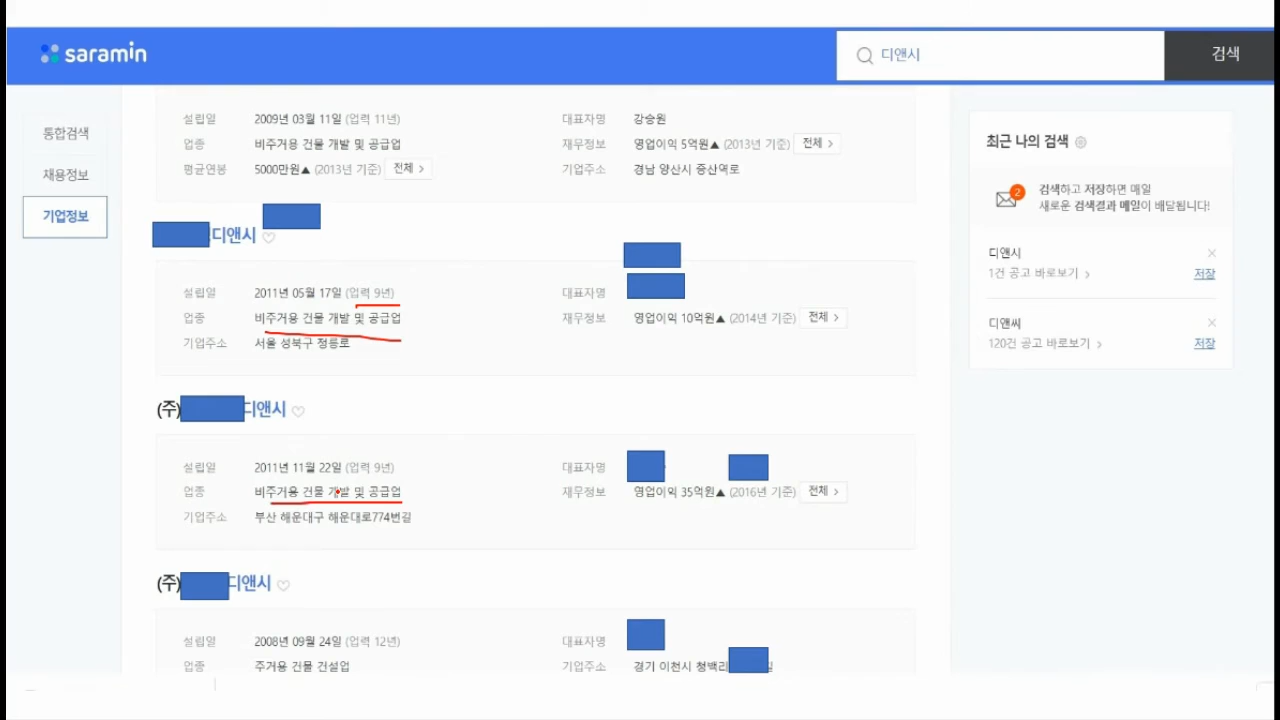 saramin
디앤시
검색
통합검색
채용정보
기업정보
설립일 2009년 03월 11일 (입력 11년) 대표자명 강승원
업종 비주거용 건물 개발 및 공급업 재무정보 영업이익 5억원▲ (2013년 기준) 전체 >
평균연봉 5000만원▲ (2013년 기준) 전체 > 기업주소 경남 양산시 증산역로
디앤시 ♡
설립일 2011년 05월 17일 (입력 9년) 대표자명
업종 비주거용 건물 개발 및 공급업 재무정보 영업이익 10억원▲ (2014년 기준) 전체 >
기업주소 서울 성북구 정릉로
(주) 디앤시 ♡
설립일 2011년 11월 22일 (입력 9년) 대표자명
업종 비주거용 건물 개발 및 공급업 재무정보 영업이익 35억원▲ (2016년 기준) 전체 >
기업주소 부산 해운대구 해운대로774번길
(주) 디앤시 ♡
설립일 2008년 09월 24일 (입력 12년) 대표자명
업종 주거용 건물 건설업 기업주소 경기 이천시 청백리
최근 나의 검색
2
검색하고 저장하면 매일
새로운 검색결과 메일이 배달됩니다!
디앤시 ×
1건 공고 바로보기 > 저장
디앤씨 ×
120건 공고 바로보기 > 저장